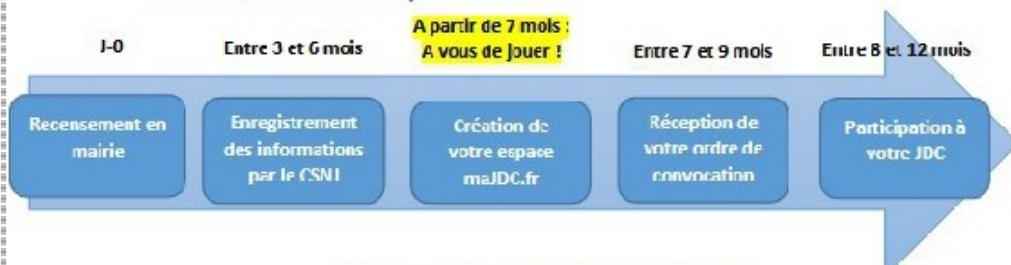 J-0
Entre 3 et 6 mois
A partir de 7 mois :
A vous de jouer !
Entre 7 et 9 mois
Entre 8 et 12 mois
Recensement en
mairie
Enregistrement
des informations
par le CSNJ
Création de
votre espace
maJDC.fr
Réception de
votre ordre de
convocation
Participation à
votre JDC